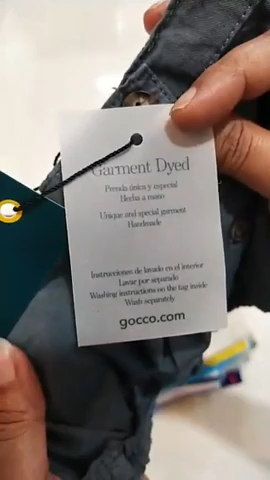 Garment Dyed
Prenda única y especial
Hecha a mano
Unique and special garment
Handmade
Instrucciones de lavado en el interior
Lavar por separado
Washing instructions on the tag inside
Wash separately
gocco.com